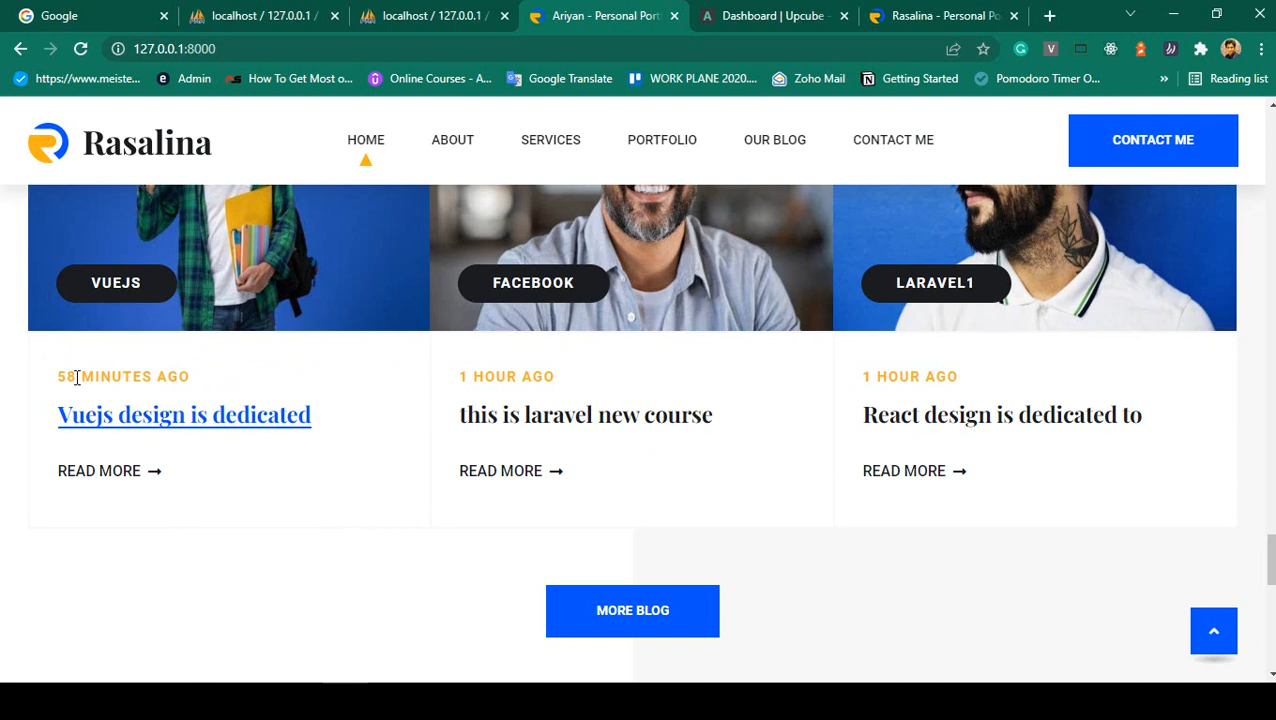 Google
localhost / 127.0.0.1 /
localhost / 127.0.0.1 /
Ariyan - Personal Port
Dashboard | Upcube -
Rasalina - Personal Po
127.0.0.1:8000
https://www.meiste...
Admin
How To Get Most o...
Online Courses - A...
Google Translate
WORK PLANE 2020....
Zoho Mail
Getting Started
Pomodoro Timer O...
Reading list
Rasalina
HOME
ABOUT
SERVICES
PORTFOLIO
OUR BLOG
CONTACT ME
CONTACT ME
VUEJS
FACEBOOK
LARAVEL1
58 MINUTES AGO
1 HOUR AGO
1 HOUR AGO
Vuejs design is dedicated
this is laravel new course
React design is dedicated to
READ MORE
READ MORE
READ MORE
MORE BLOG